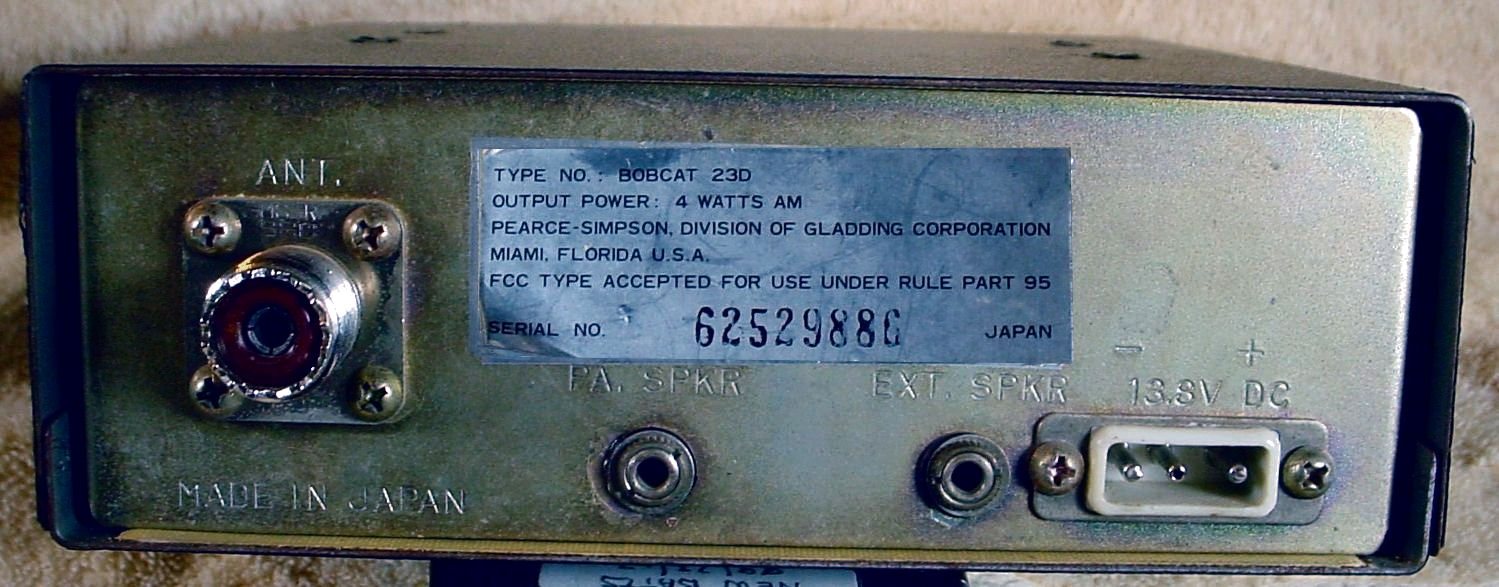 ANT.
TYPE NO.: BOBCAT 23D
OUTPUT POWER: 4 WATTS AM
PEARCE-SIMPSON, DIVISION OF GLADDING CORPORATION
MIAMI, FLORIDA U.S.A.
FCC TYPE ACCEPTED FOR USE UNDER RULE PART 95
SERIAL NO. JAPAN
PA. SPKR
EXT. SPKR
- +
13.8V DC
MADE IN JAPAN
NEW